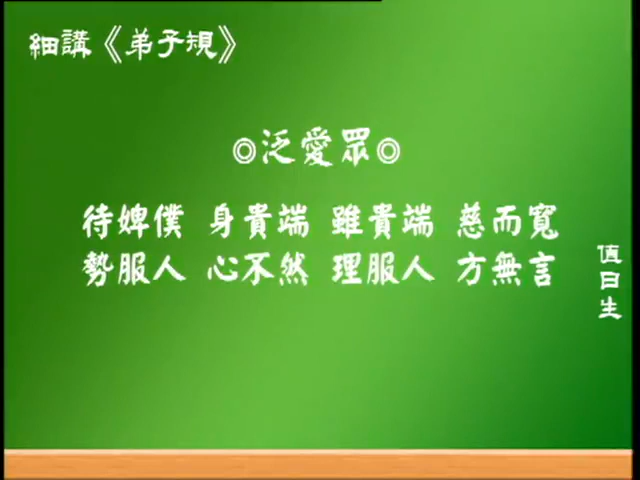 細講《弟子規》
◎泛愛眾◎
待婢僕 身貴端 雖貴端 慈而寬
勢服人 心不然 理服人 方無言
值日生